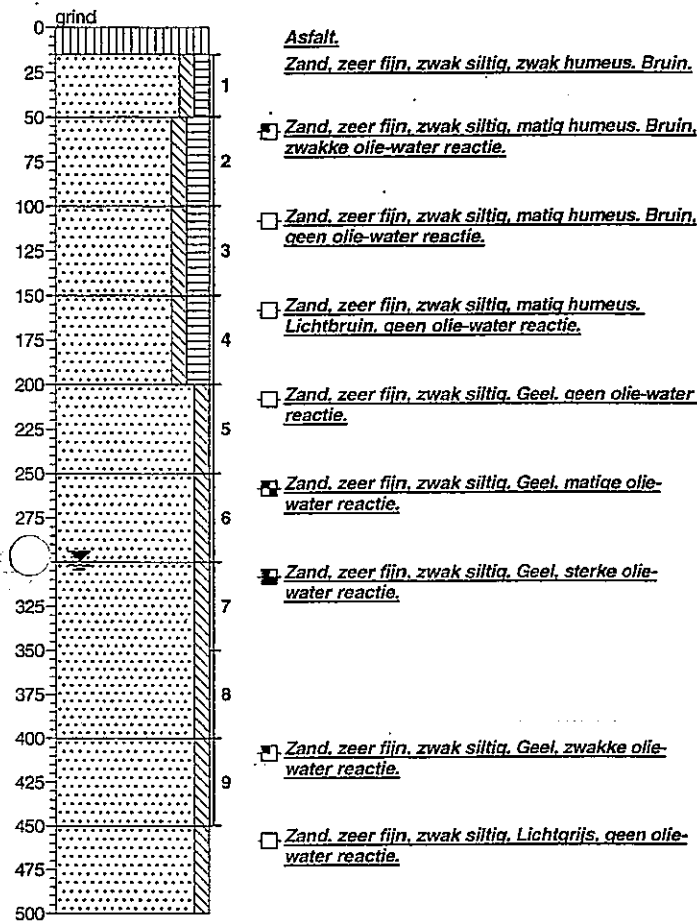 grind
0
Asfalt.
Zand, zeer fijn, zwak siltig, zwak humeus. Bruin.
25
1
50
Zand, zeer fijn, zwak siltig, matig humeus. Bruin,
zwakke olie-water reactie.
75
2
100
Zand, zeer fijn, zwak siltig, matig humeus. Bruin,
geen olie-water reactie.
125
3
150
Zand, zeer fijn, zwak siltig, matig humeus.
Lichtbruin, geen olie-water reactie.
175
4
200
Zand, zeer fijn, zwak siltig. Geel, geen olie-water
reactie.
225
5
250
Zand, zeer fijn, zwak siltig. Geel, matige olie-
water reactie.
275
6
Zand, zeer fijn, zwak siltig. Geel, sterke olie-
water reactie.
325
7
350
375
8
400
Zand, zeer fijn, zwak siltig. Geel, zwakke olie-
water reactie.
425
9
450
Zand, zeer fijn, zwak siltig. Lichtgrijs, geen olie-
water reactie.
475
500